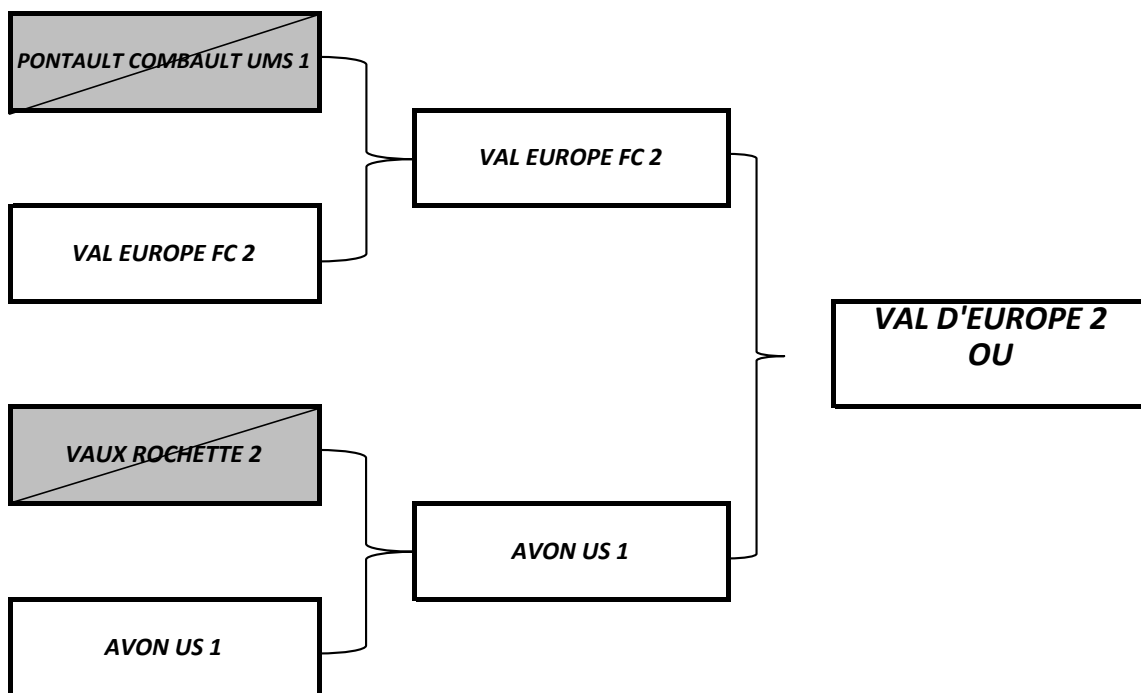 PONTAULT COMBAULT UMS 1
VAL EUROPE FC 2
VAL EUROPE FC 2
VAL D'EUROPE 2
OU
VAUX ROCHETTE 2
AVON US 1
AVON US 1